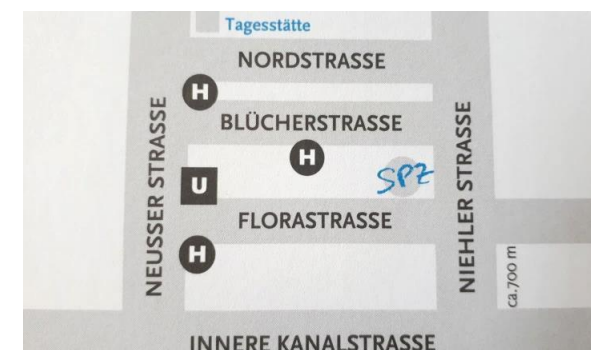 Tagesstätte
NORDSTRASSE
H
BLÜCHERSTRASSE
H
SPZ
U
FLORASTRASSE
H
NEUSSER STRASSE
NIEHLER STRASSE
ca.700 m
INNERE KANALSTRASSE